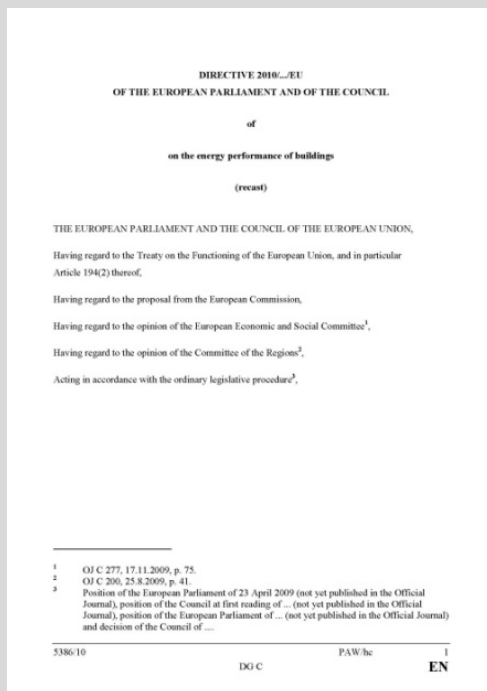 DIRECTIVE 2010/.../EU
OF THE EUROPEAN PARLIAMENT AND OF THE COUNCIL
of
on the energy performance of buildings
(recast)
THE EUROPEAN PARLIAMENT AND THE COUNCIL OF THE EUROPEAN UNION,
Having regard to the Treaty on the Functioning of the European Union, and in particular
Article 194(2) thereof,
Having regard to the proposal from the European Commission,
Having regard to the opinion of the European Economic and Social Committee¹,
Having regard to the opinion of the Committee of the Regions²,
Acting in accordance with the ordinary legislative procedure³,
¹ OJ C 277, 17.11.2009, p. 75.
² OJ C 200, 25.8.2009, p. 41.
³ Position of the European Parliament of 23 April 2009 (not yet published in the Official
Journal), position of the Council at first reading of ... (not yet published in the Official
Journal), position of the European Parliament of ... (not yet published in the Official Journal)
and decision of the Council of ....
5386/10 PAW/hc 1
DG C EN